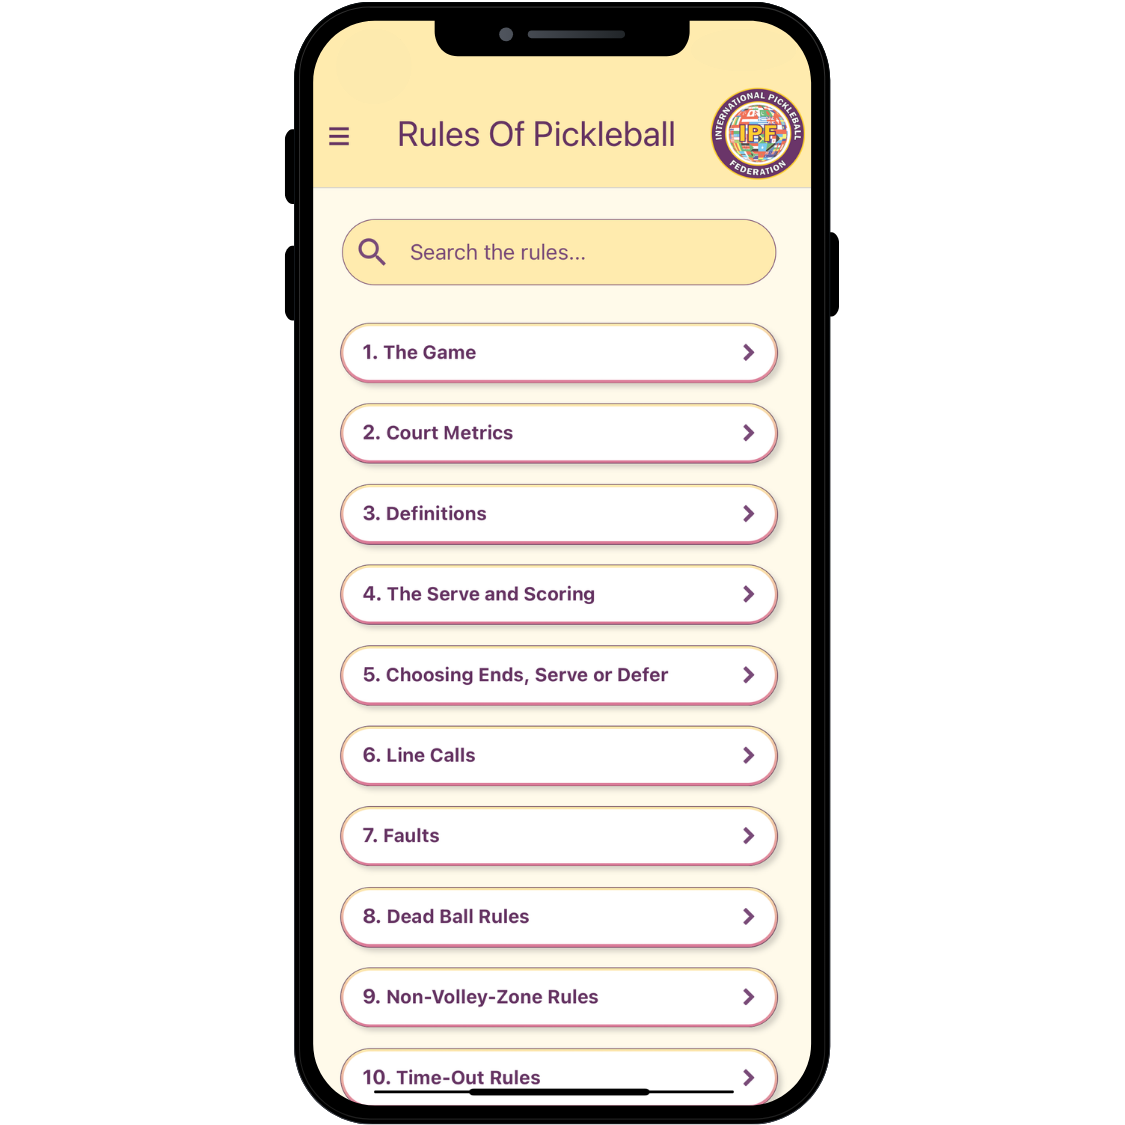 Rules Of Pickleball
INTERNATIONAL PICKLEBALL
IPF
FEDERATION
Search the rules...
1. The Game
2. Court Metrics
3. Definitions
4. The Serve and Scoring
5. Choosing Ends, Serve or Defer
6. Line Calls
7. Faults
8. Dead Ball Rules
9. Non-Volley-Zone Rules
10. Time-Out Rules